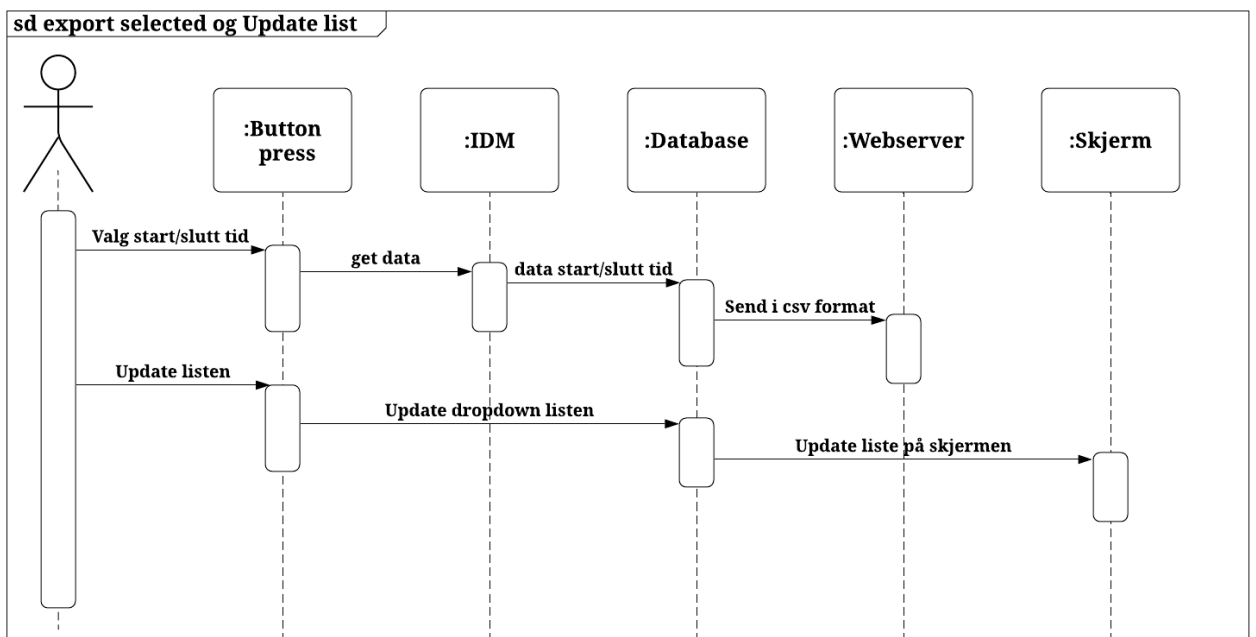 sd export selected og Update list
:Button
press
:IDM
:Database
:Webserver
:Skjerm
Valg start/slutt tid
get data
data start/slutt tid
Send i csv format
Update listen
Update dropdown listen
Update liste på skjermen